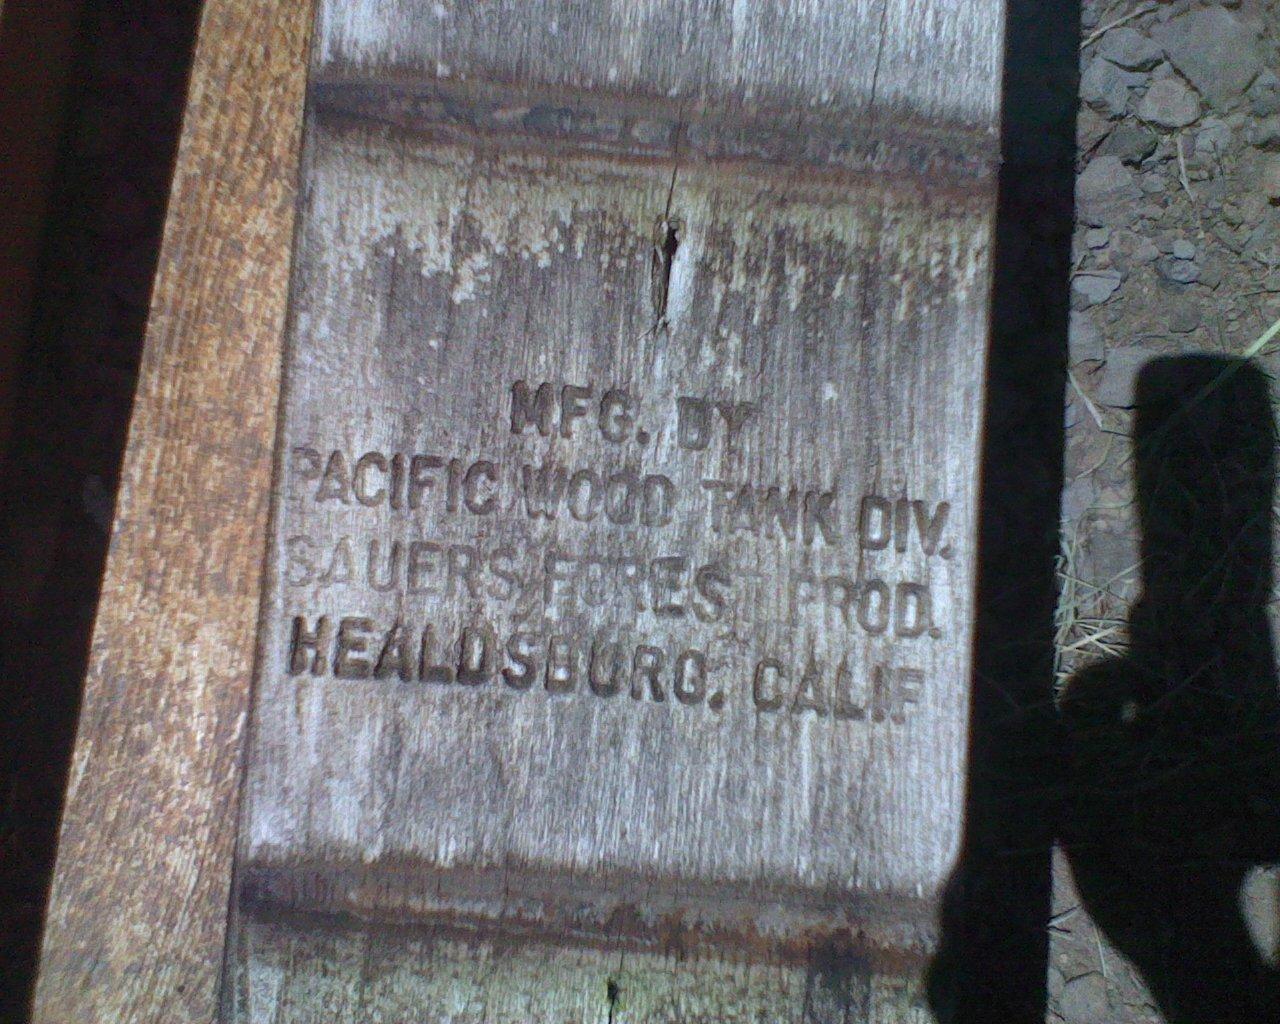 MFG. BY
PACIFIC WOOD TANK DIV.
SAUERS FOREST PROD.
HEALDSBURG, CALIF